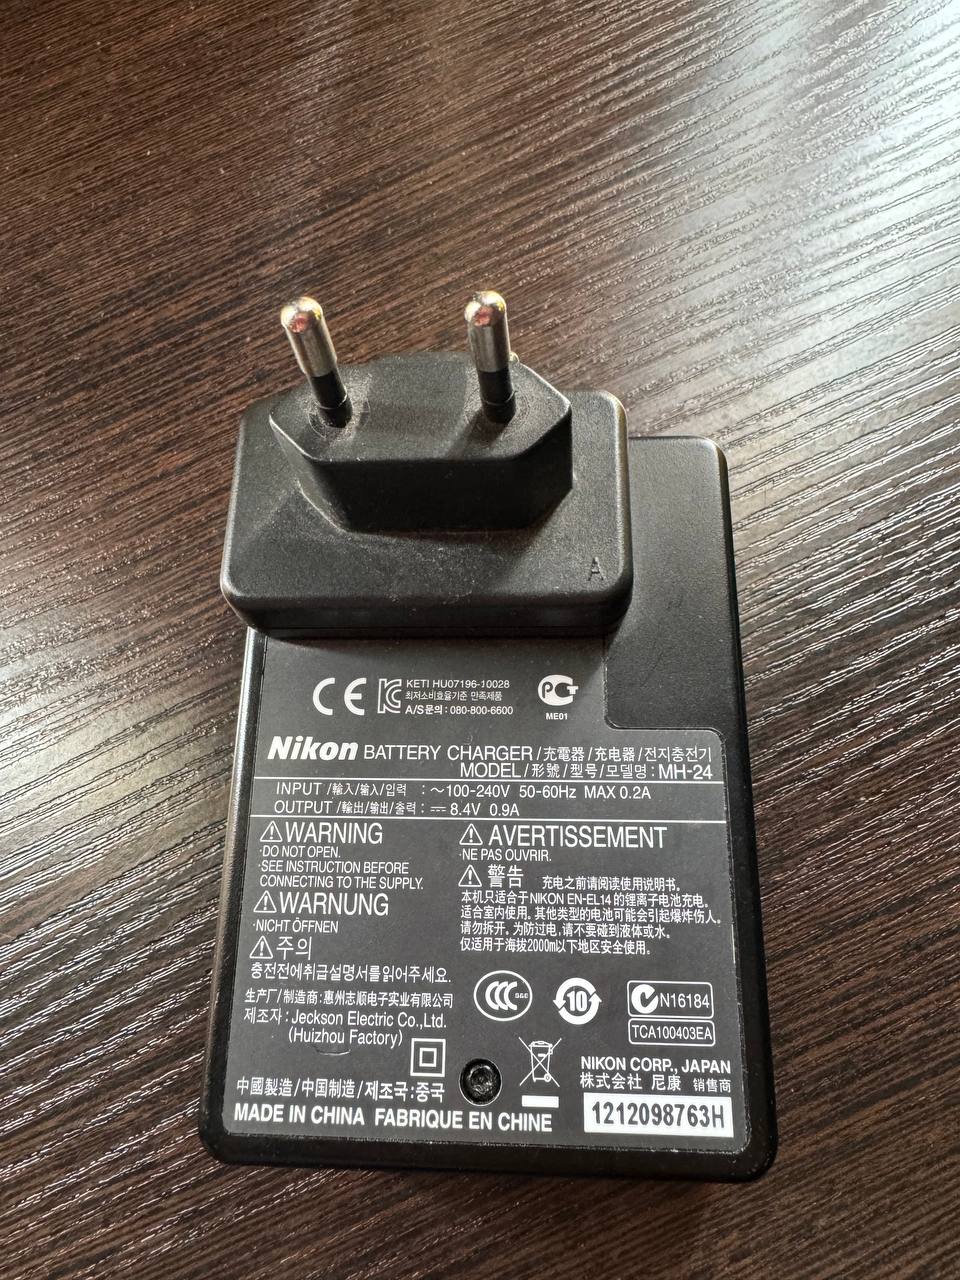 A
CE KETI HU07196-10028
최저소비효율기준 만족제품
A/S문의 : 080-800-6600
ME01
Nikon BATTERY CHARGER/充電器/充电器/전지충전기
MODEL/形號/型号/모델명 : MH-24
INPUT/輸入/输入/입력 : ～100-240V 50-60Hz MAX 0.2A
OUTPUT/輸出/输出/출력 : ⎓ 8.4V 0.9A
⚠WARNING
·DO NOT OPEN.
·SEE INSTRUCTION BEFORE
CONNECTING TO THE SUPPLY.
⚠WARNUNG
·NICHT ÖFFNEN
⚠주의
충전전에취급설명서를읽어주세요.
⚠AVERTISSEMENT
·NE PAS OUVRIR.
⚠警告 充电之前请阅读使用说明书。
本机只适合于NIKON EN-EL14的锂离子电池充电。
适合室内使用。其他类型的电池可能会引起爆炸伤人。
请勿拆开。为防过电,请不要碰到液体或水。
仅适用于海拔2000m以下地区安全使用。
生产厂/制造商:惠州志顺电子实业有限公司
제조자 : Jeckson Electric Co.,Ltd.
(Huizhou Factory)
CCC S&E
10
N16184
TCA100403EA
NIKON CORP., JAPAN
株式会社 尼康 销售商
中國製造/中国制造/제조국:중국
MADE IN CHINA FABRIQUE EN CHINE
1212098763H